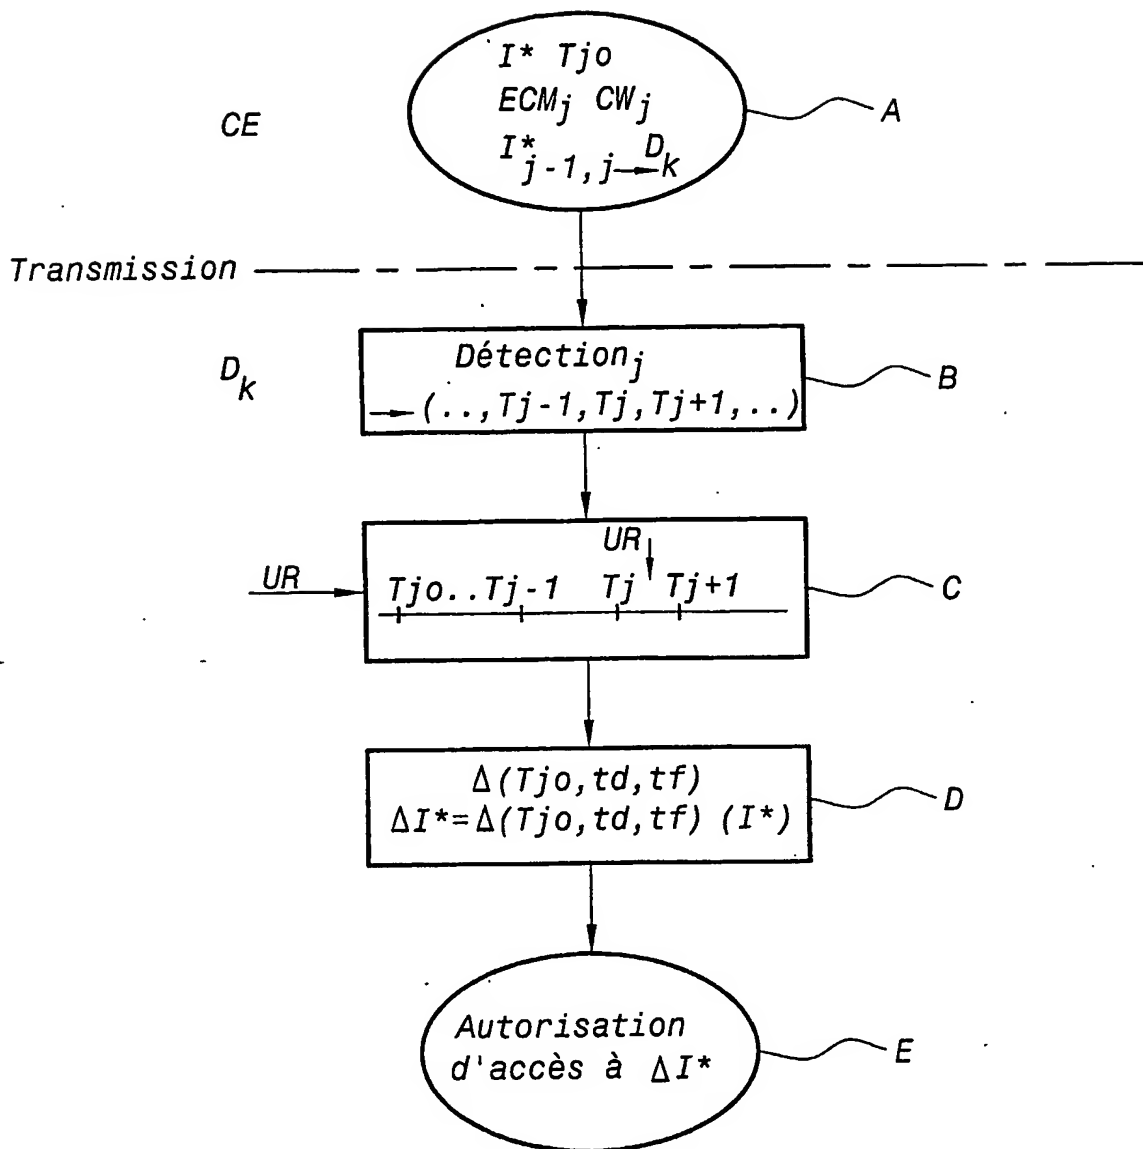 I* Tjo
ECMj CWj
I*j-1,j→Dk
A
CE
Transmission
Dk
Détectionj
→(..,Tj-1,Tj,Tj+1,..)
B
UR
UR
Tjo..Tj-1 Tj Tj+1
C
Δ(Tjo,td,tf)
ΔI*=Δ(Tjo,td,tf) (I*)
D
Autorisation
d'accès à ΔI*
E